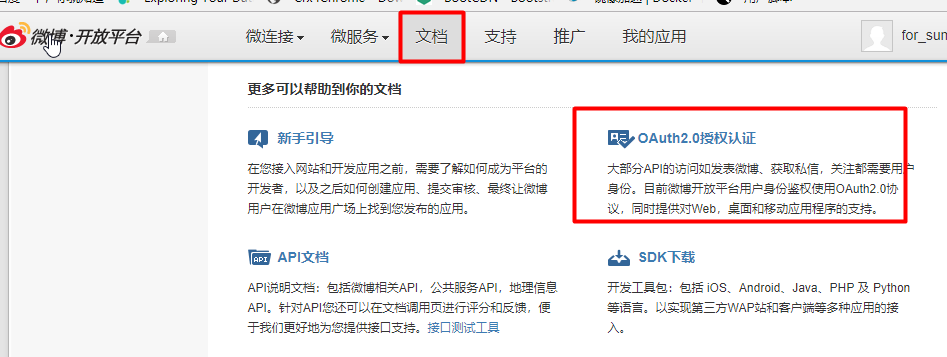 微博·开放平台 微连接 微服务 文档 支持 推广 我的应用 for_sun
更多可以帮助到你的文档
新手引导
在您接入网站和开发应用之前，需要了解如何成为平台的
开发者，以及之后如何创建应用、提交审核、最终让微博
用户在微博应用广场上找到您发布的应用。
OAuth2.0授权认证
大部分API的访问如发表微博、获取私信，关注都需要用户
身份。目前微博开放平台用户身份鉴权使用OAuth2.0协
议，同时提供对Web，桌面和移动应用程序的支持。
API文档
API说明文档：包括微博相关API，公共服务API，地理信息
API。针对API您还可以在文档调用页进行评分和反馈，便
于我们更好地为您提供接口支持。接口测试工具
SDK下载
开发工具包：包括 iOS、Android、Java、PHP 及 Python
等语言。以实现第三方WAP站和客户端等多种应用的接
入。